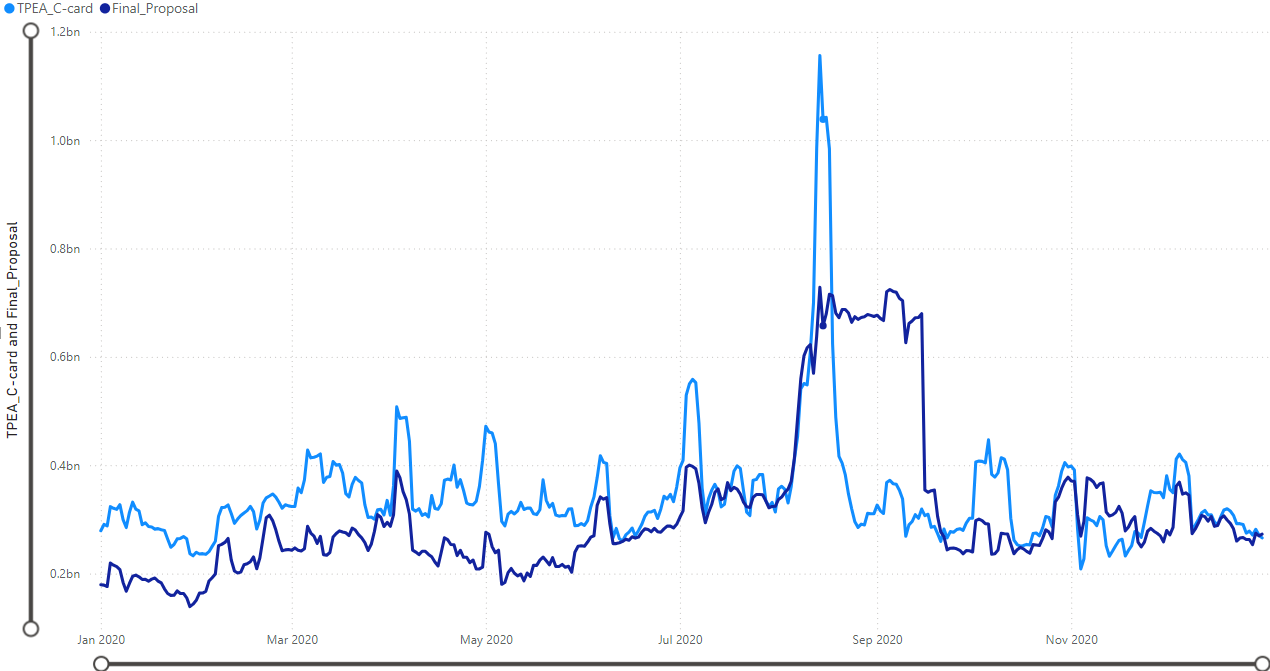 TPEA_C-card Final_Proposal
TPEA_C-card and Final_Proposal
1.2bn
1.0bn
0.8bn
0.6bn
0.4bn
0.2bn
Jan 2020 Mar 2020 May 2020 Jul 2020 Sep 2020 Nov 2020